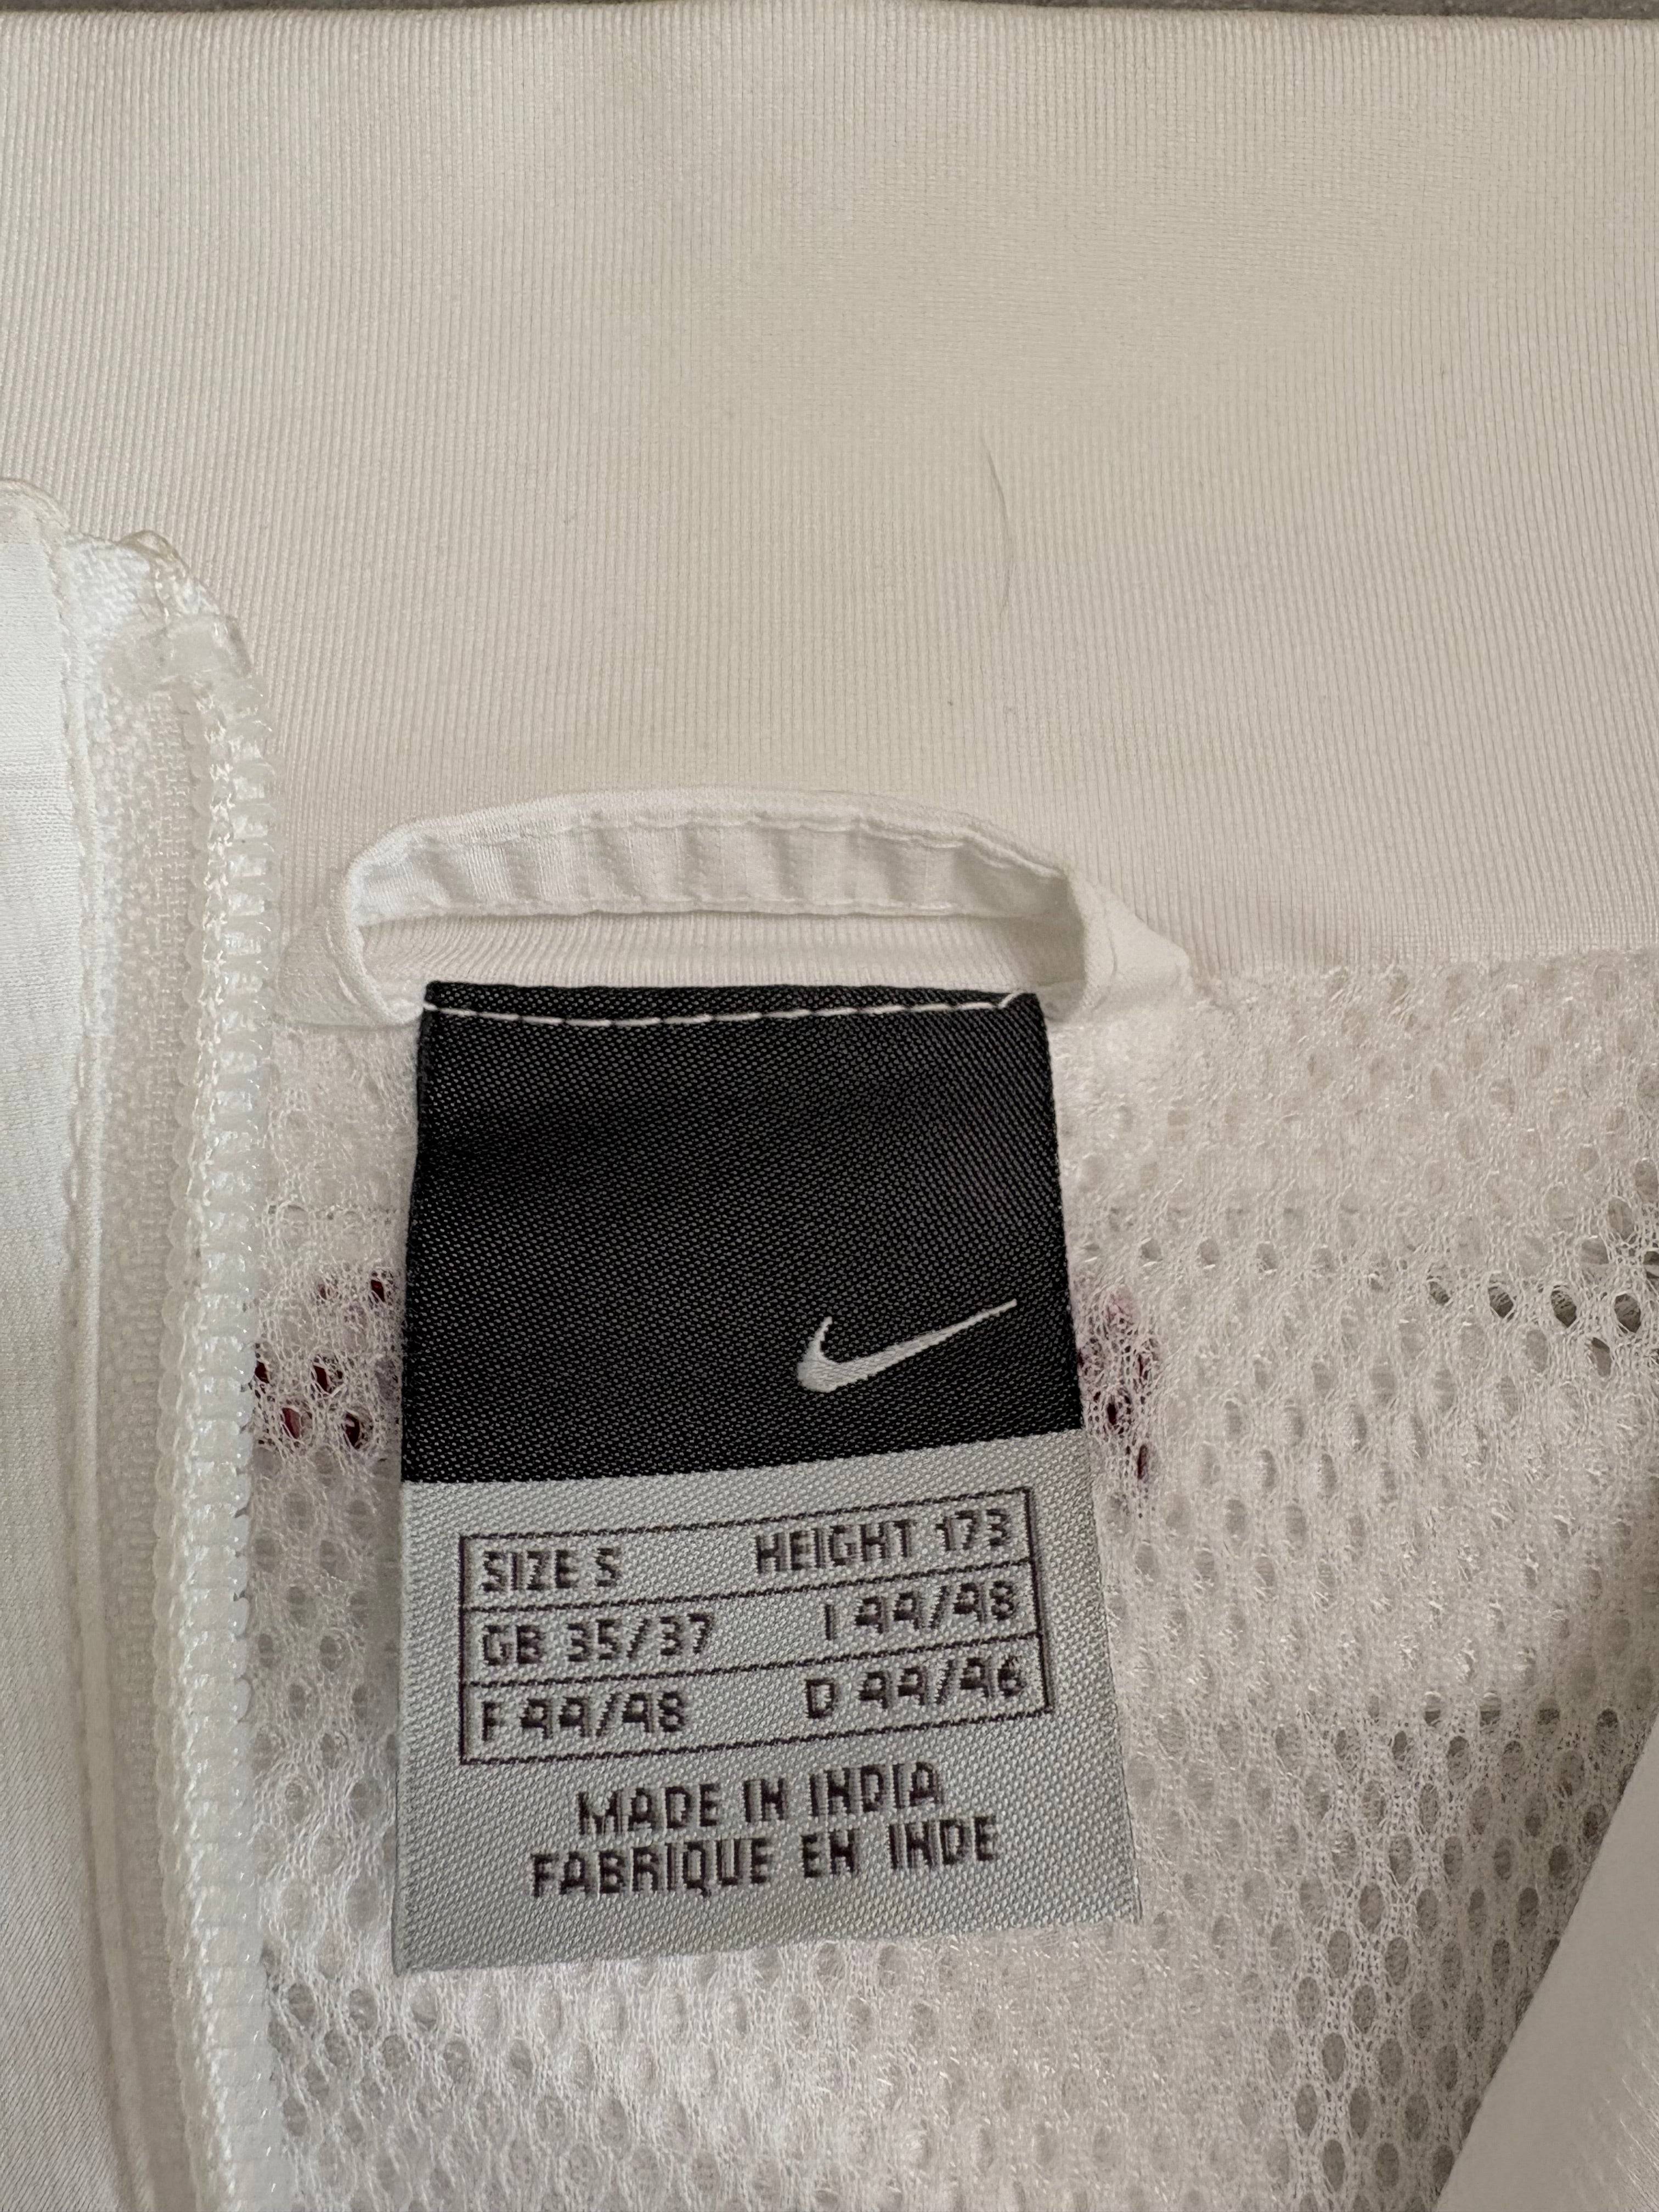 SIZE S HEIGHT 173
GB 35/37 I 44/48
F 44/48 D 44/46
MADE IN INDIA
FABRIQUE EN INDE